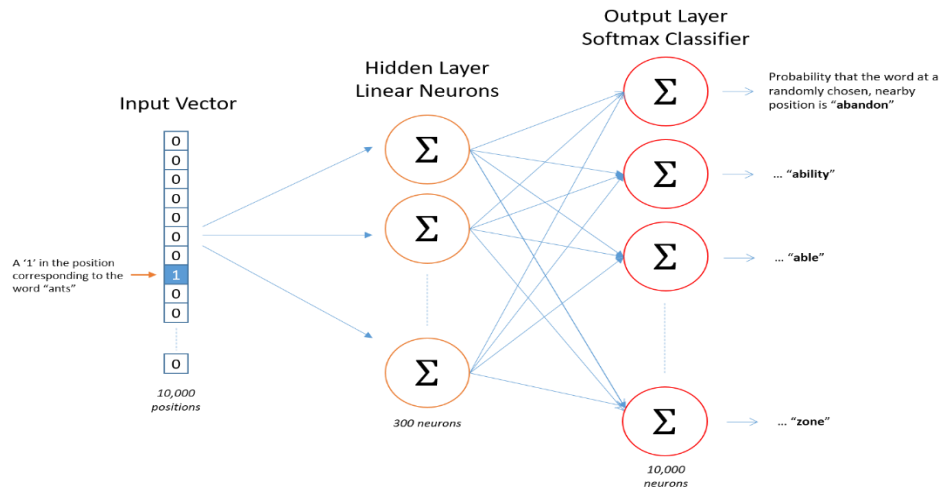 Output Layer
Softmax Classifier
Hidden Layer
Linear Neurons
Input Vector
0
0
0
0
0
0
0
1
0
0
0
A ‘1’ in the position
corresponding to the
word “ants”
10,000
positions
Σ
Σ
Σ
300 neurons
Σ
Σ
Σ
Σ
10,000
neurons
Probability that the word at a
randomly chosen, nearby
position is “abandon”
... “ability”
... “able”
... “zone”